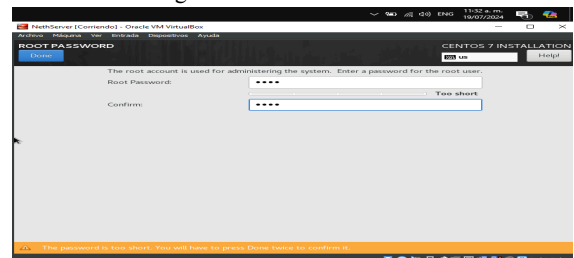 ENG
11:32 a. m.
19/07/2024
NethServer [Corriendo] - Oracle VM VirtualBox
Archivo Máquina Ver Entrada Dispositivos Ayuda
ROOT PASSWORD
CENTOS 7 INSTALLATION
Done
us
Help!
The root account is used for administering the system. Enter a password for the root user.
Root Password:
••••
Too short
Confirm:
••••
The password is too short. You will have to press Done twice to confirm it.